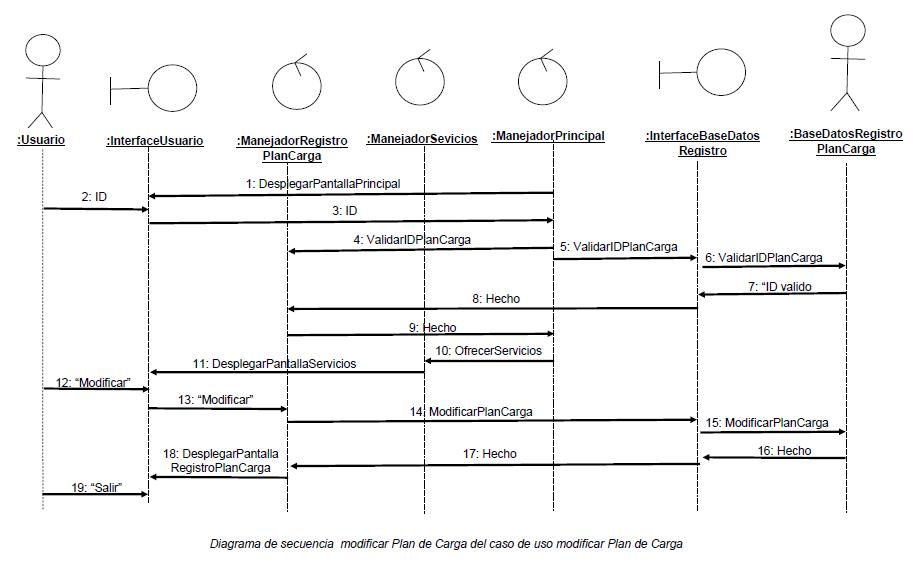 :Usuario
:InterfaceUsuario
:ManejadorRegistro
PlanCarga
:ManejadorSevicios
:ManejadorPrincipal
:InterfaceBaseDatos
Registro
:BaseDatosRegistro
PlanCarga
1: DesplegarPantallaPrincipal
2: ID
3: ID
4: ValidarIDPlanCarga
5: ValidarIDPlanCarga
6: ValidarIDPlanCarga
7: “ID valido
8: Hecho
9: Hecho
10: OfrecerServicios
11: DesplegarPantallaServicios
12: “Modificar”
13: “Modificar”
14: ModificarPlanCarga
15: ModificarPlanCarga
16: Hecho
17: Hecho
18: DesplegarPantalla
RegistroPlanCarga
19: “Salir”
Diagrama de secuencia modificar Plan de Carga del caso de uso modificar Plan de Carga